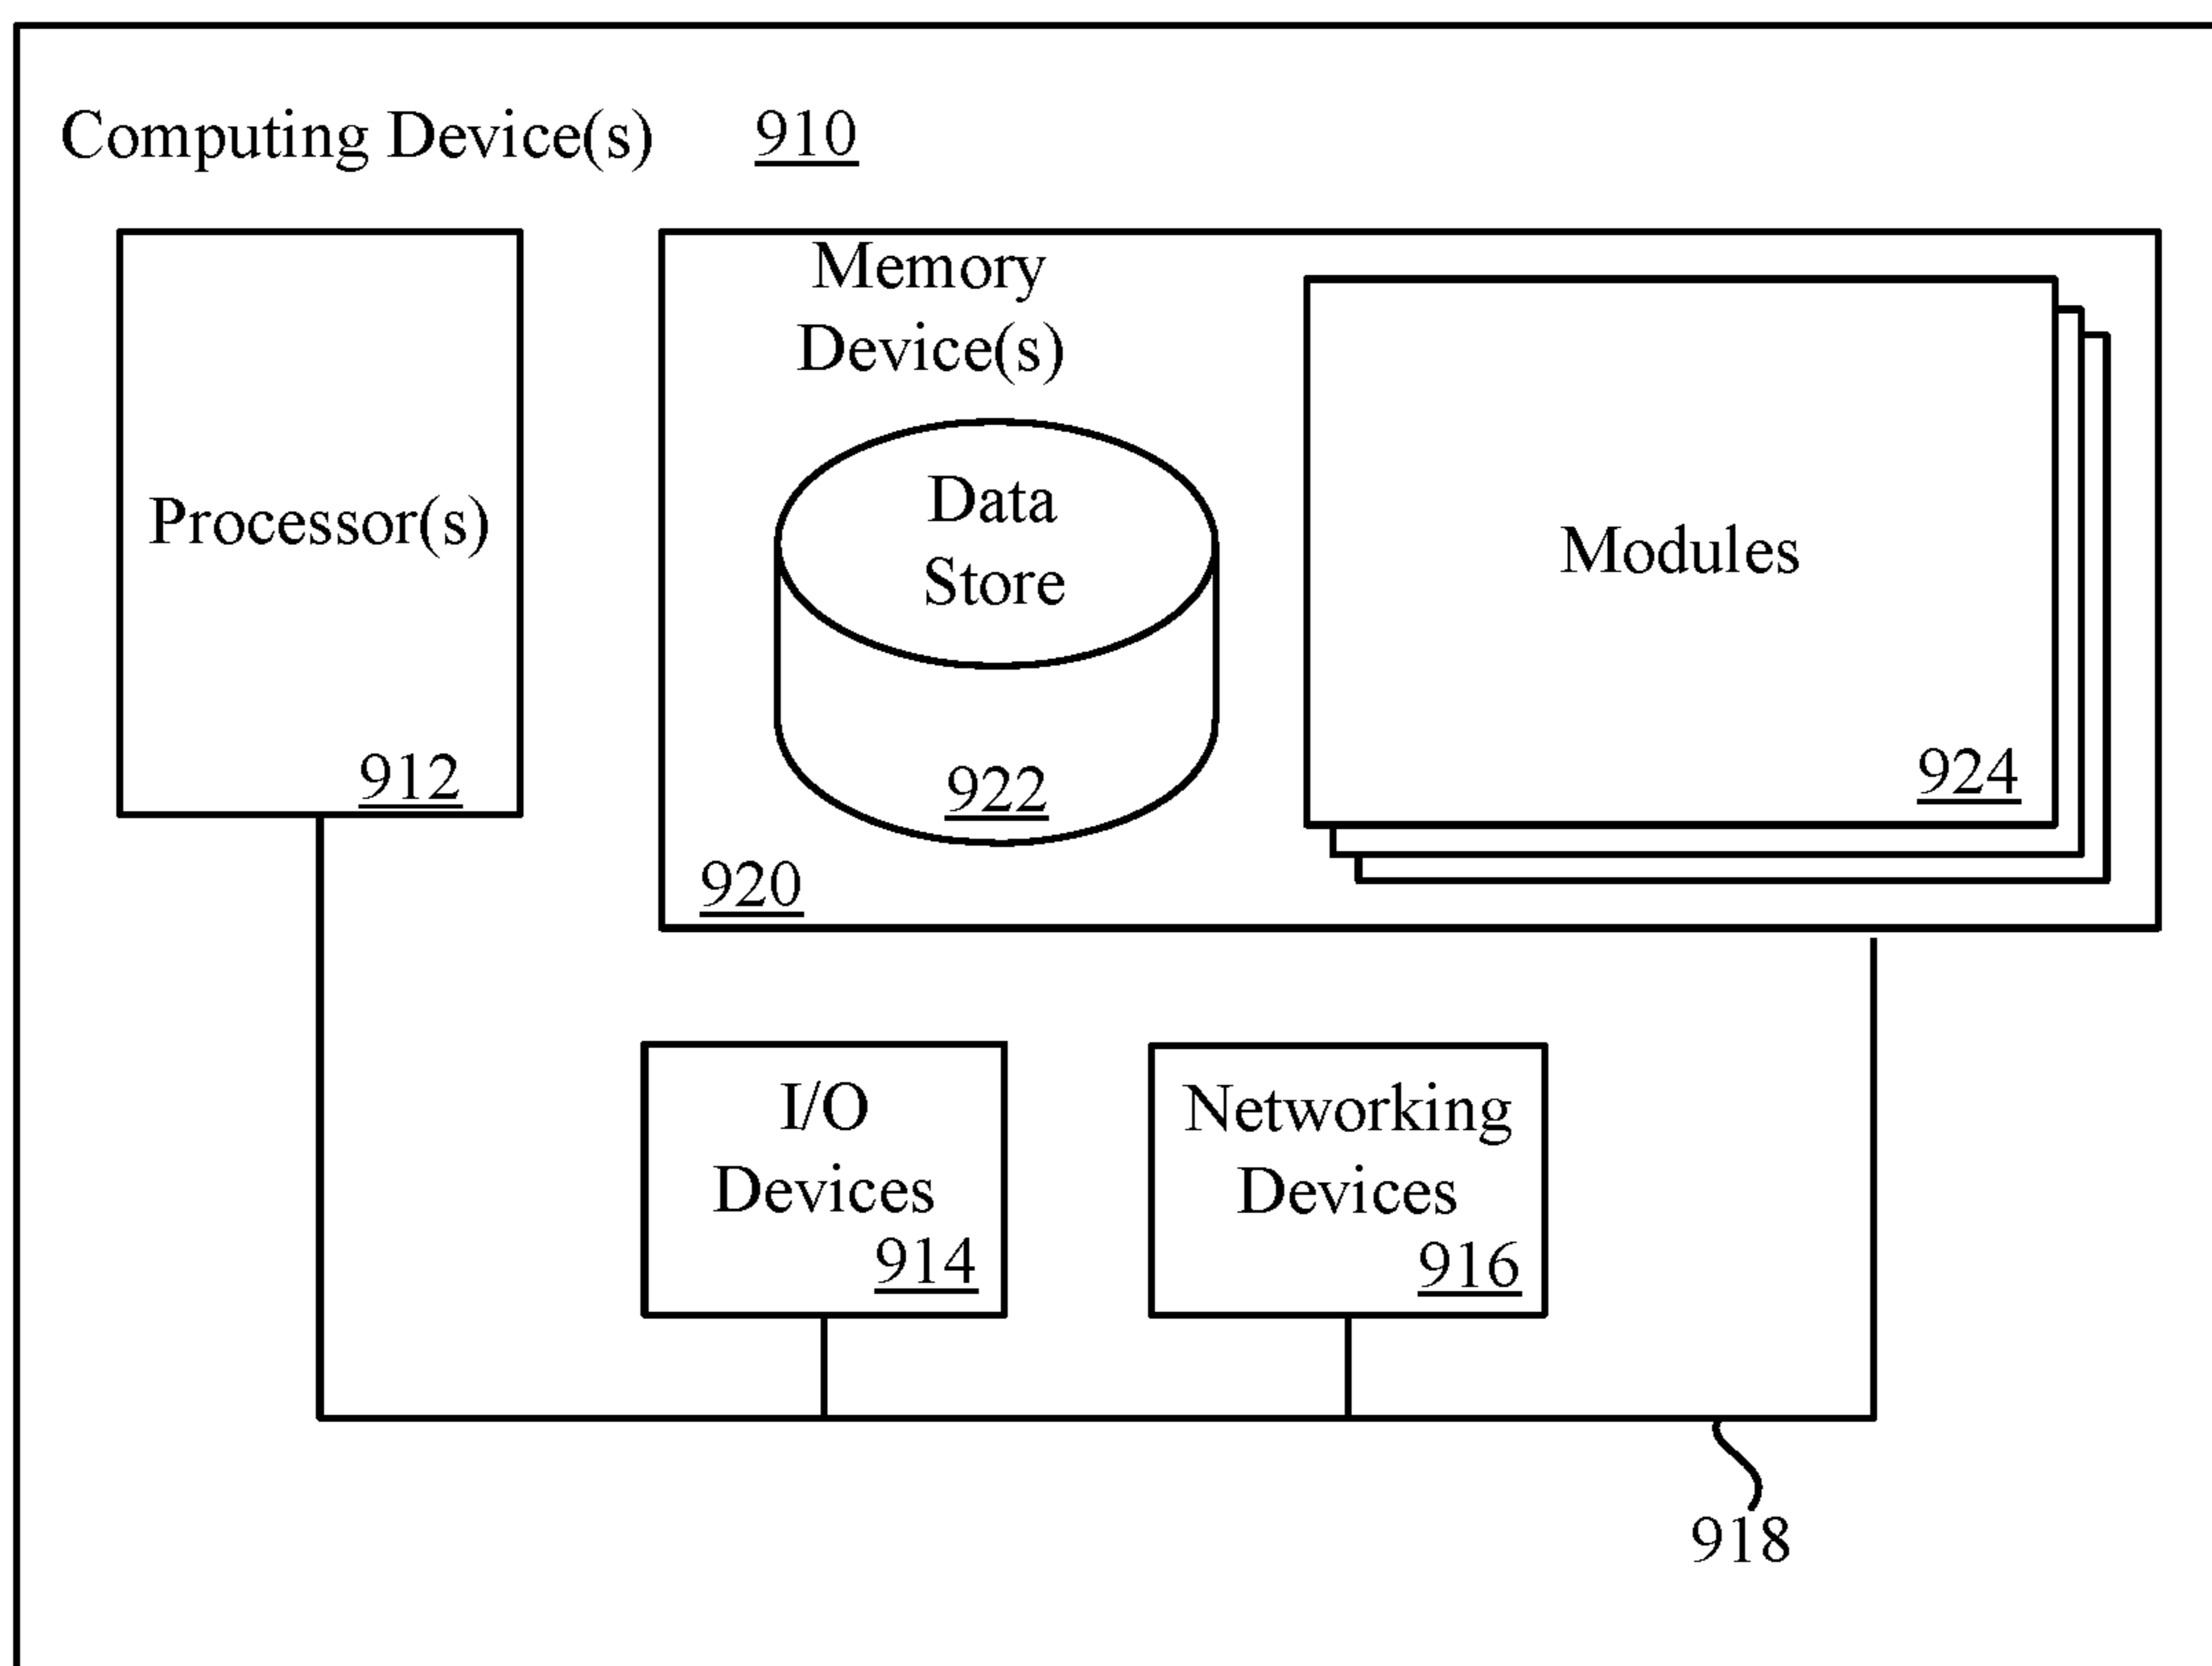 Computing Device(s) 910
Processor(s)
912
Memory
Device(s)
Data
Store
922
920
Modules
924
I/O
Devices
914
Networking
Devices
916
918